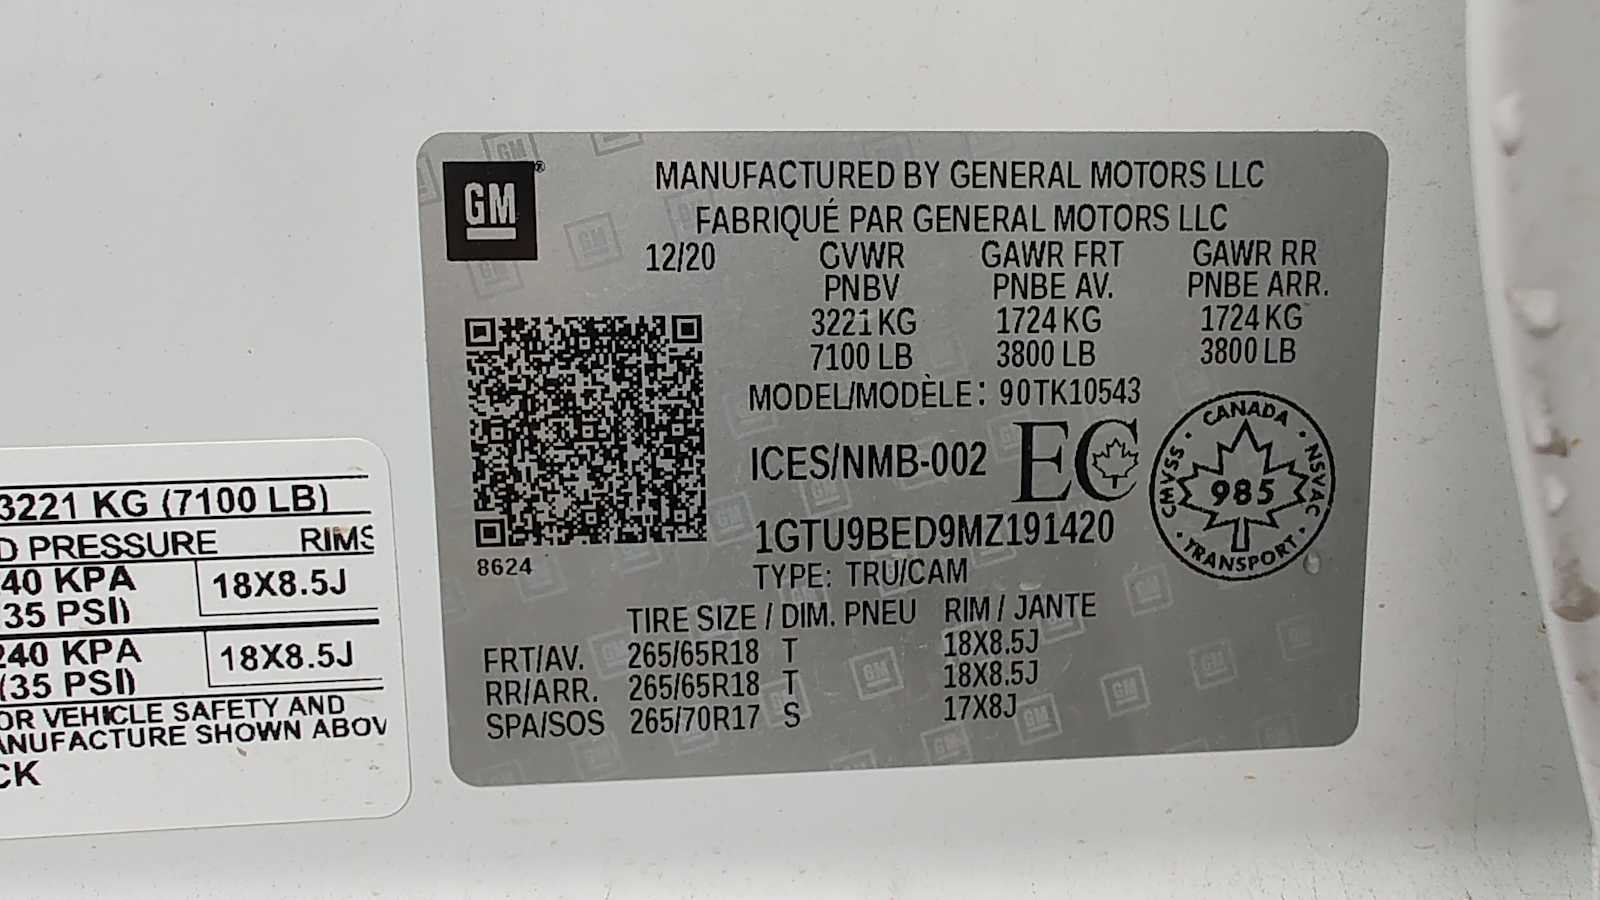 GM®
MANUFACTURED BY GENERAL MOTORS LLC
FABRIQUÉ PAR GENERAL MOTORS LLC
12/20 GVWR GAWR FRT GAWR RR
PNBV PNBE AV. PNBE ARR.
3221 KG 1724 KG 1724 KG
7100 LB 3800 LB 3800 LB
MODEL/MODÈLE: 90TK10543
ICES/NMB-002 EC
CANADA
CMVSS · 985 · NSVAC
TRANSPORT
1GTU9BED9MZ191420
8624
TYPE: TRU/CAM
TIRE SIZE / DIM. PNEU RIM / JANTE
FRT/AV. 265/65R18 T 18X8.5J
RR/ARR. 265/65R18 T 18X8.5J
SPA/SOS 265/70R17 S 17X8J
3221 KG (7100 LB)
D PRESSURE RIMS
40 KPA 18X8.5J
(35 PSI)
240 KPA 18X8.5J
(35 PSI)
OR VEHICLE SAFETY AND
ANUFACTURE SHOWN ABOV
CK